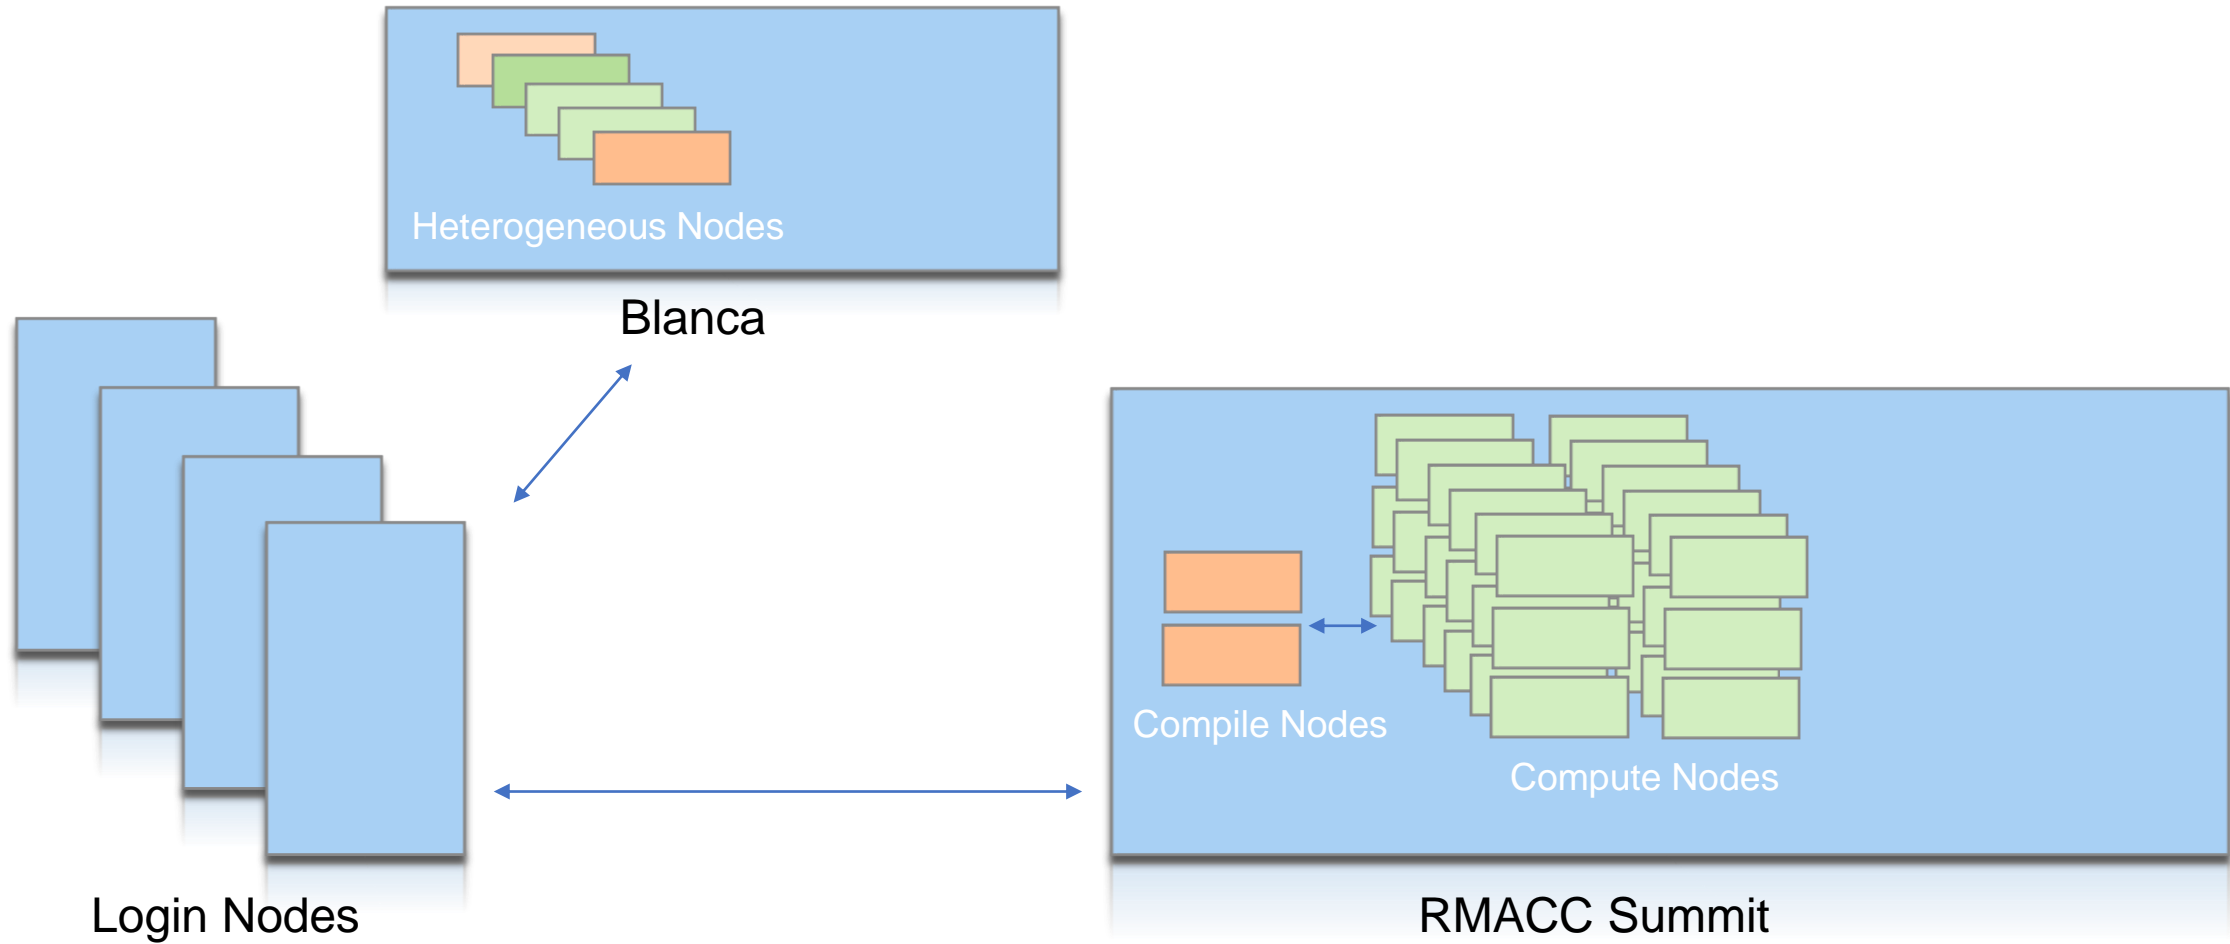 Heterogeneous Nodes
Blanca
Compile Nodes
Compute Nodes
Login Nodes
RMACC Summit